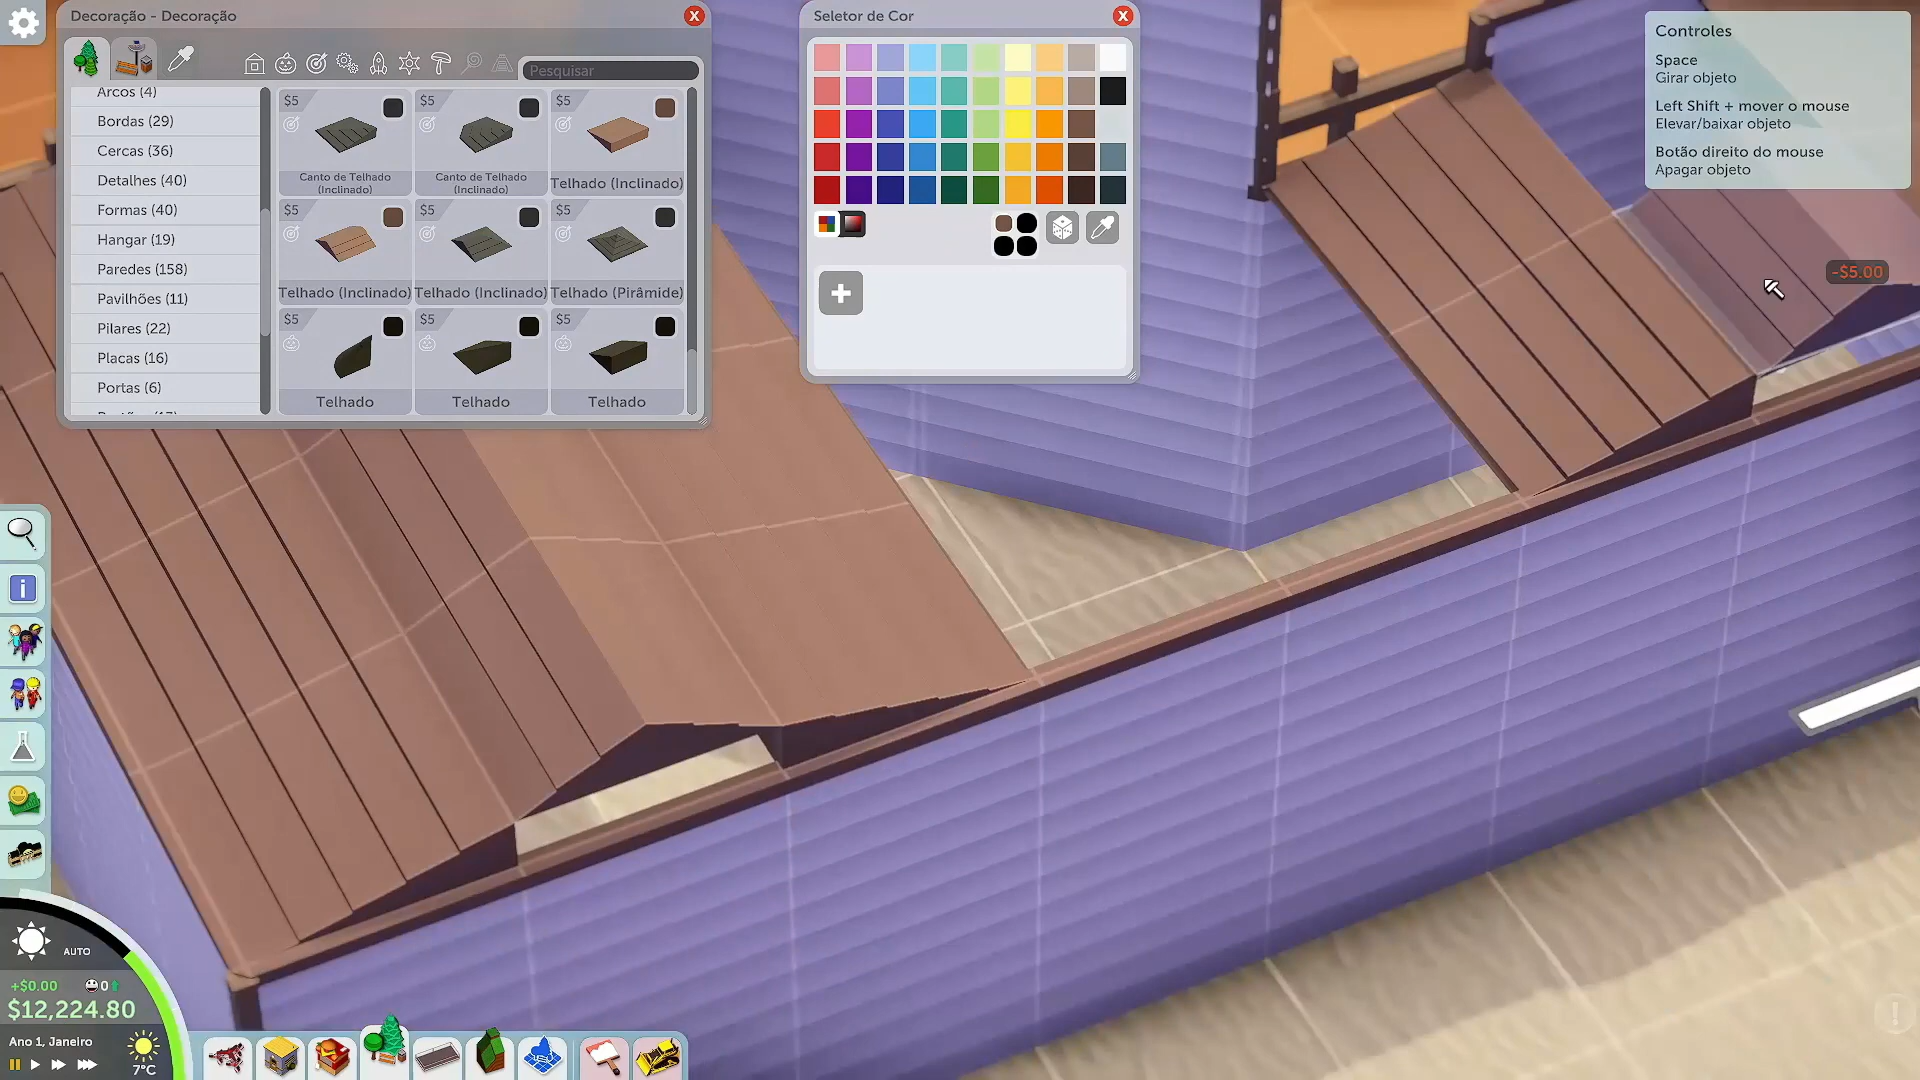 Decoração - Decoração
Pesquisar
Arcos (4)
Bordas (29)
Cercas (36)
Detalhes (40)
Formas (40)
Hangar (19)
Paredes (158)
Pavilhões (11)
Pilares (22)
Placas (16)
Portas (6)
$5
$5
$5
Canto de Telhado
(Inclinado)
Canto de Telhado
(Inclinado)
Telhado (Inclinado)
$5
$5
$5
Telhado (Inclinado)
Telhado (Inclinado)
Telhado (Pirâmide)
$5
$5
$5
Telhado
Telhado
Telhado
Seletor de Cor
Controles
Space
Girar objeto
Left Shift + mover o mouse
Elevar/baixar objeto
Botão direito do mouse
Apagar objeto
-$5.00
AUTO
+$0.00
0
$12,224.80
Ano 1, Janeiro
7°C